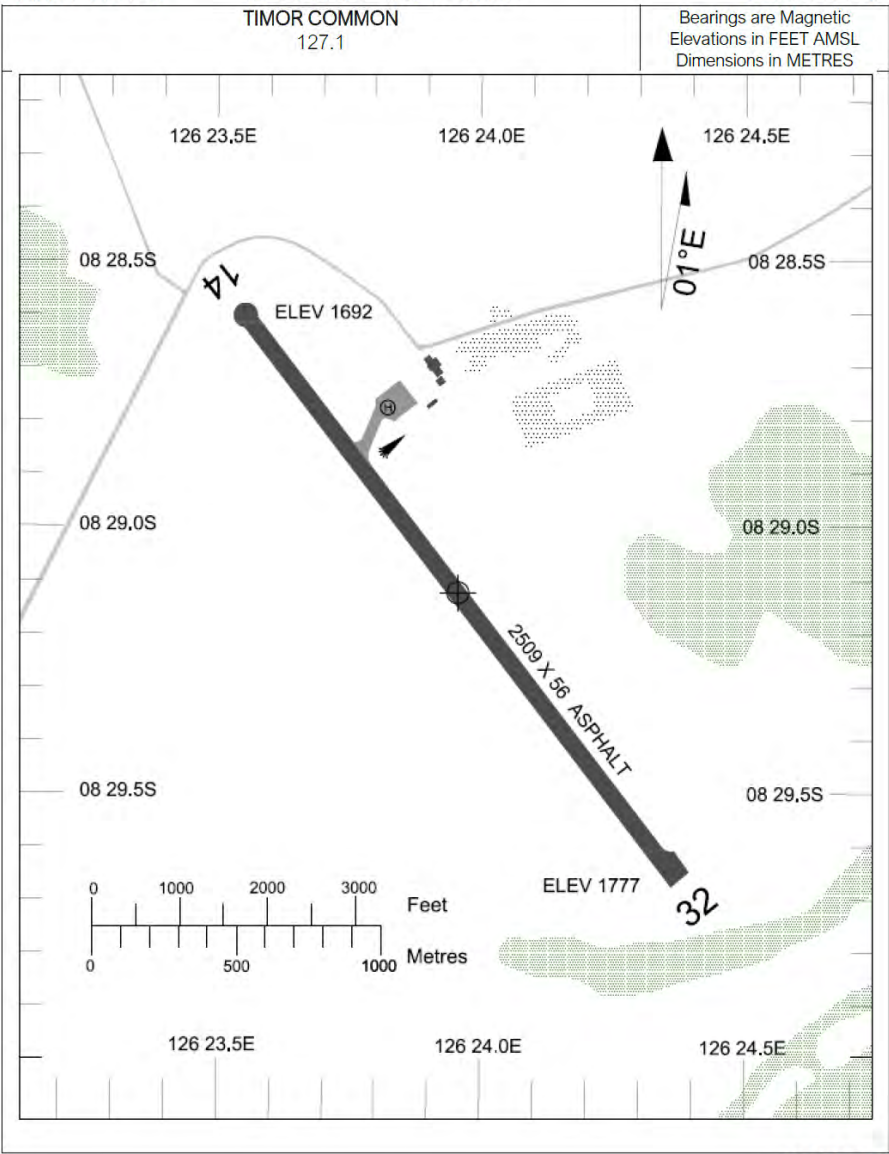 TIMOR COMMON
127.1
Bearings are Magnetic
Elevations in FEET AMSL
Dimensions in METRES
126 23.5E
126 24.0E
126 24.5E
01°E
08 28.5S
08 28.5S
14
ELEV 1692
H
08 29.0S
08 29.0S
2509 X 56 ASPHALT
08 29.5S
08 29.5S
ELEV 1777
32
0 1000 2000 3000
Feet
0 500 1000
Metres
126 23.5E
126 24.0E
126 24.5E